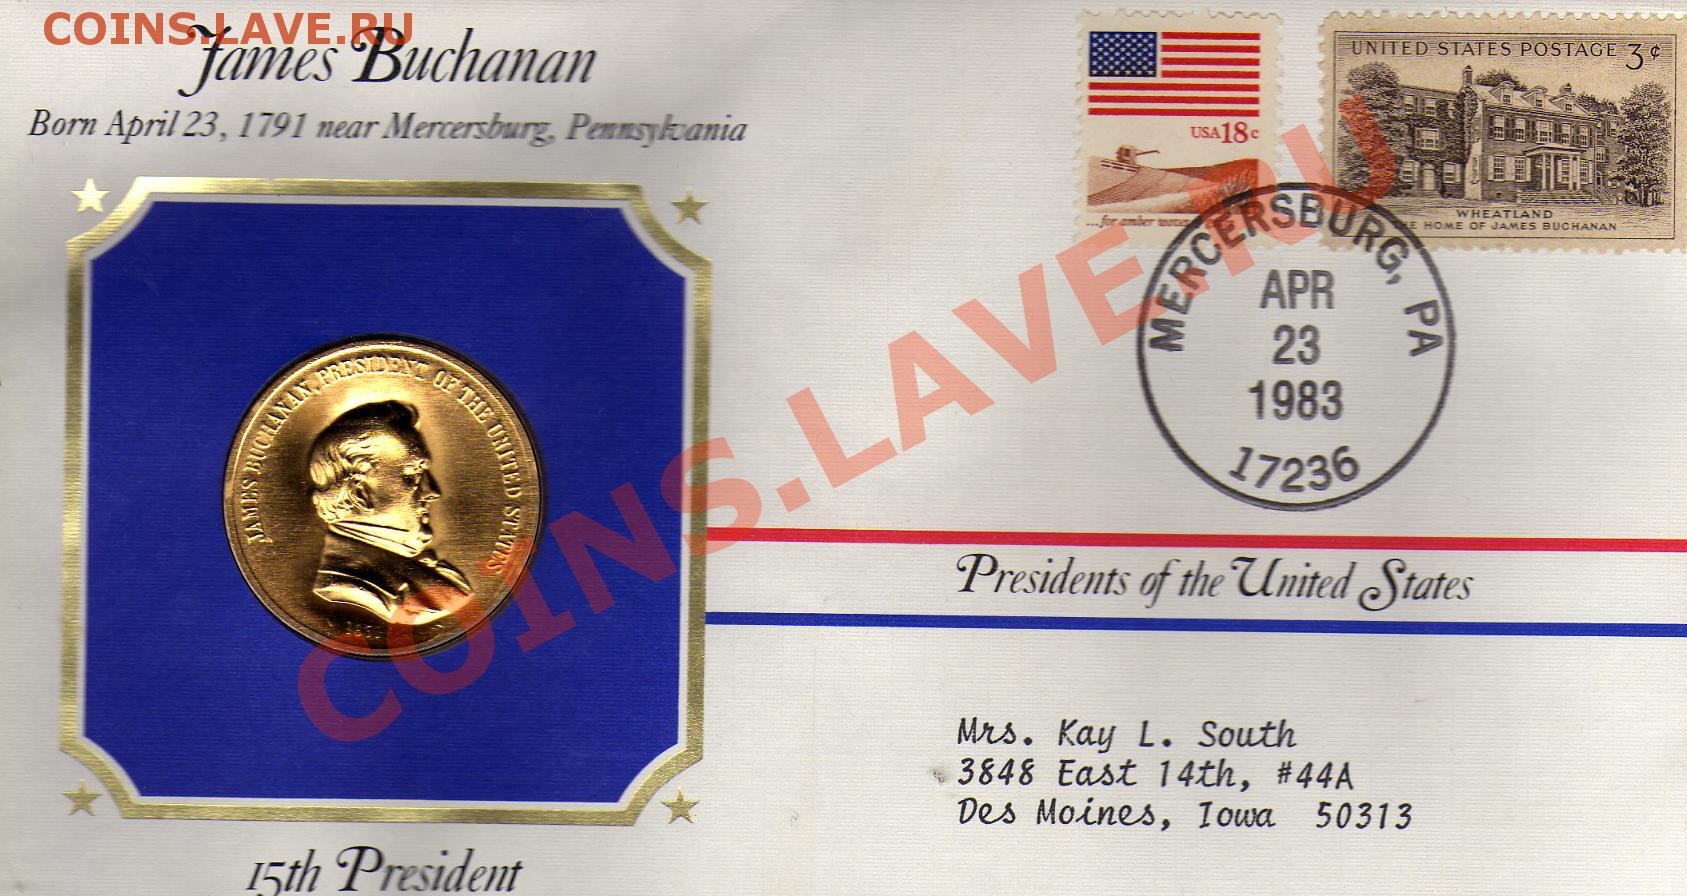 COINS.LAVE.RU
James Buchanan
Born April 23, 1791 near Mercersburg, Pennsylvania
JAMES BUCHANAN, PRESIDENT OF THE UNITED STATES
15th President
USA 18c
...for amber waves
UNITED STATES POSTAGE 3¢
WHEATLAND
HOME OF JAMES BUCHANAN
MERCERSBURG, PA
APR
23
1983
17236
COINS.LAVE.RU
Presidents of the United States
Mrs. Kay L. South
3848 East 14th, #44A
Des Moines, Iowa 50313